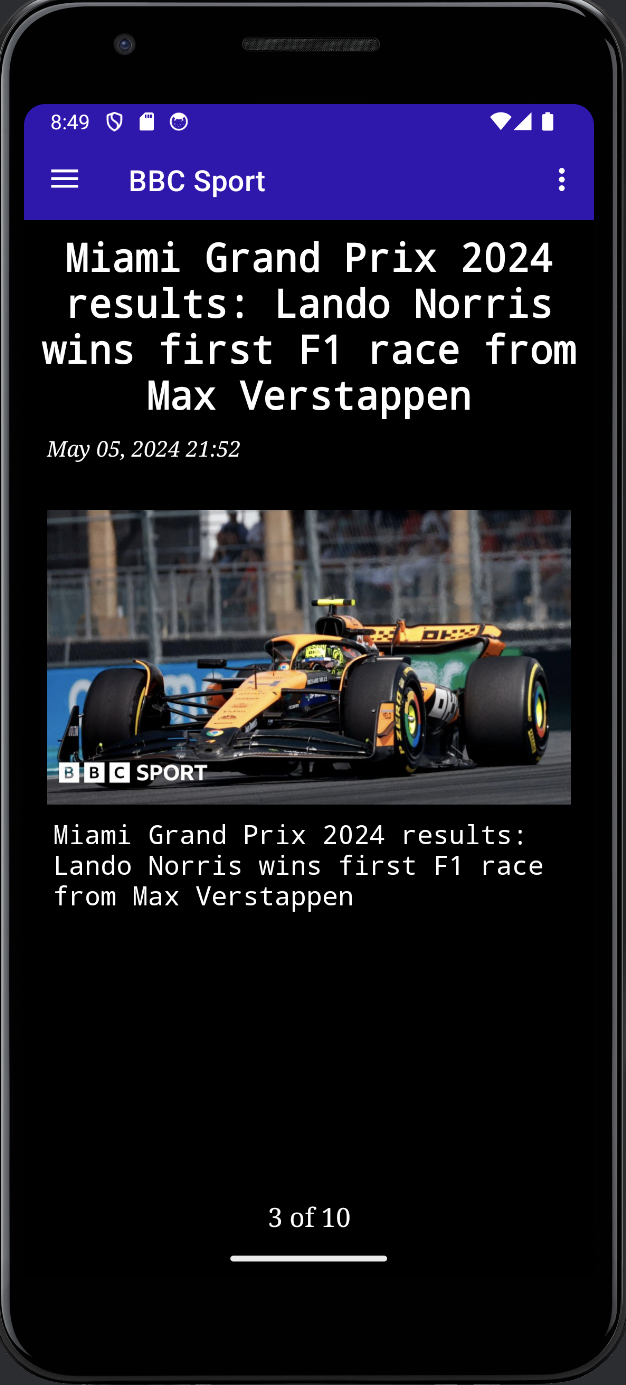 8:49
BBC Sport
Miami Grand Prix 2024
results: Lando Norris
wins first F1 race from
Max Verstappen
May 05, 2024 21:52
BBC SPORT
Miami Grand Prix 2024 results:
Lando Norris wins first F1 race
from Max Verstappen
3 of 10